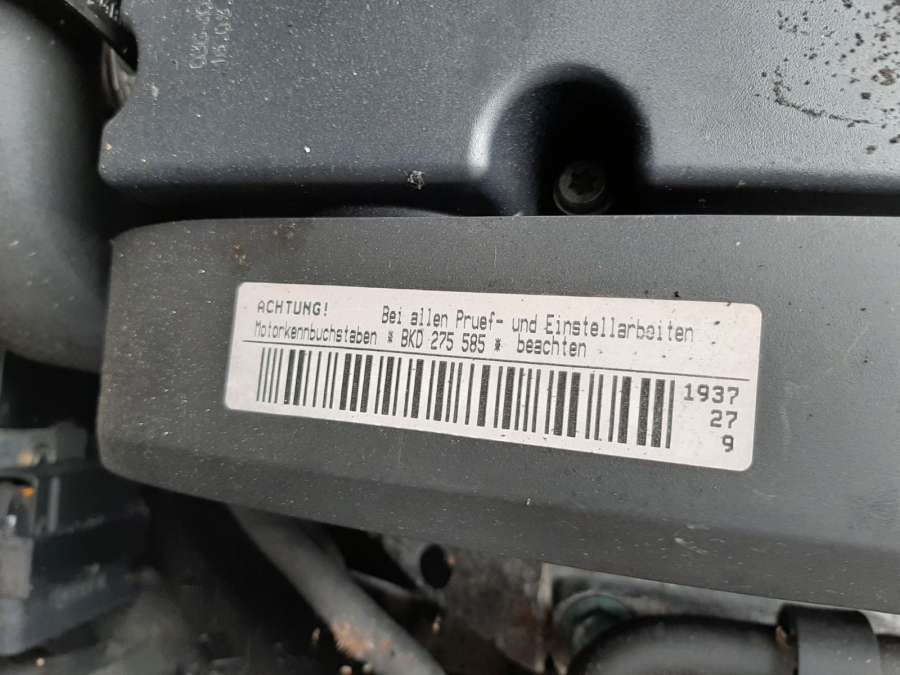 ACHTUNG! Bei allen Pruef- und Einstellarbeiten
Motorkennbuchstaben * BKD 275 585 * beachten
1937
27
9